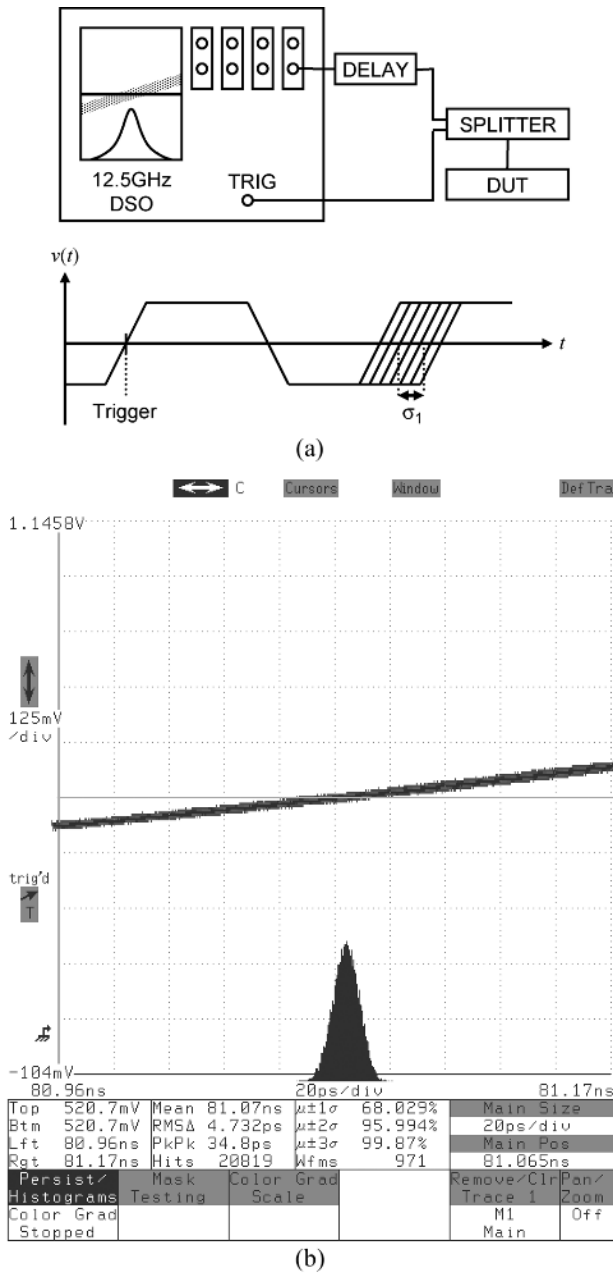 12.5GHz
DSO
TRIG
DELAY
SPLITTER
DUT
v(t)
t
Trigger
σ1
(a)
C
Cursors
Window
DefTra
1.1458V
125mV
/div
trig'd
T
-104mV
80.96ns 20ps/div 81.17ns
Top 520.7mV Mean 81.07ns μ±1σ 68.029% Main Size
Btm 520.7mV RMSΔ 4.732ps μ±2σ 95.994% 20ps/div
Lft 80.96ns PkPk 34.8ps μ±3σ 99.87% Main Pos
Rgt 81.17ns Hits 20819 Wfms 971 81.065ns
Persist/ Mask Color Grad Remove/Clr Pan/
Histograms Testing Scale Trace 1 Zoom
Color Grad M1 Off
Stopped Main
(b)